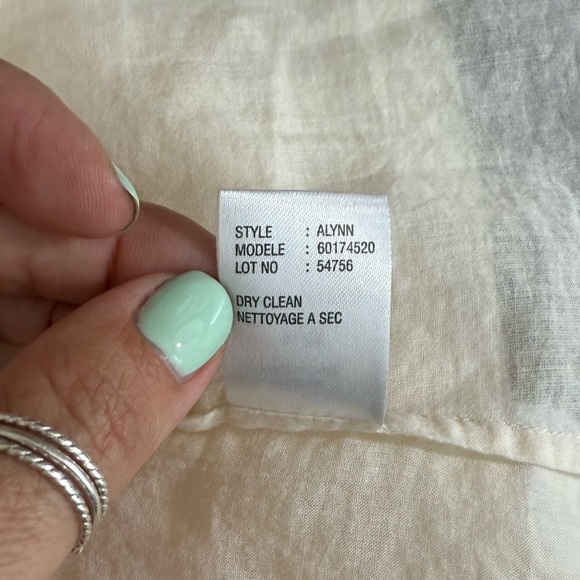 STYLE : ALYNN
MODELE : 60174520
LOT NO : 54756
DRY CLEAN
NETTOYAGE A SEC